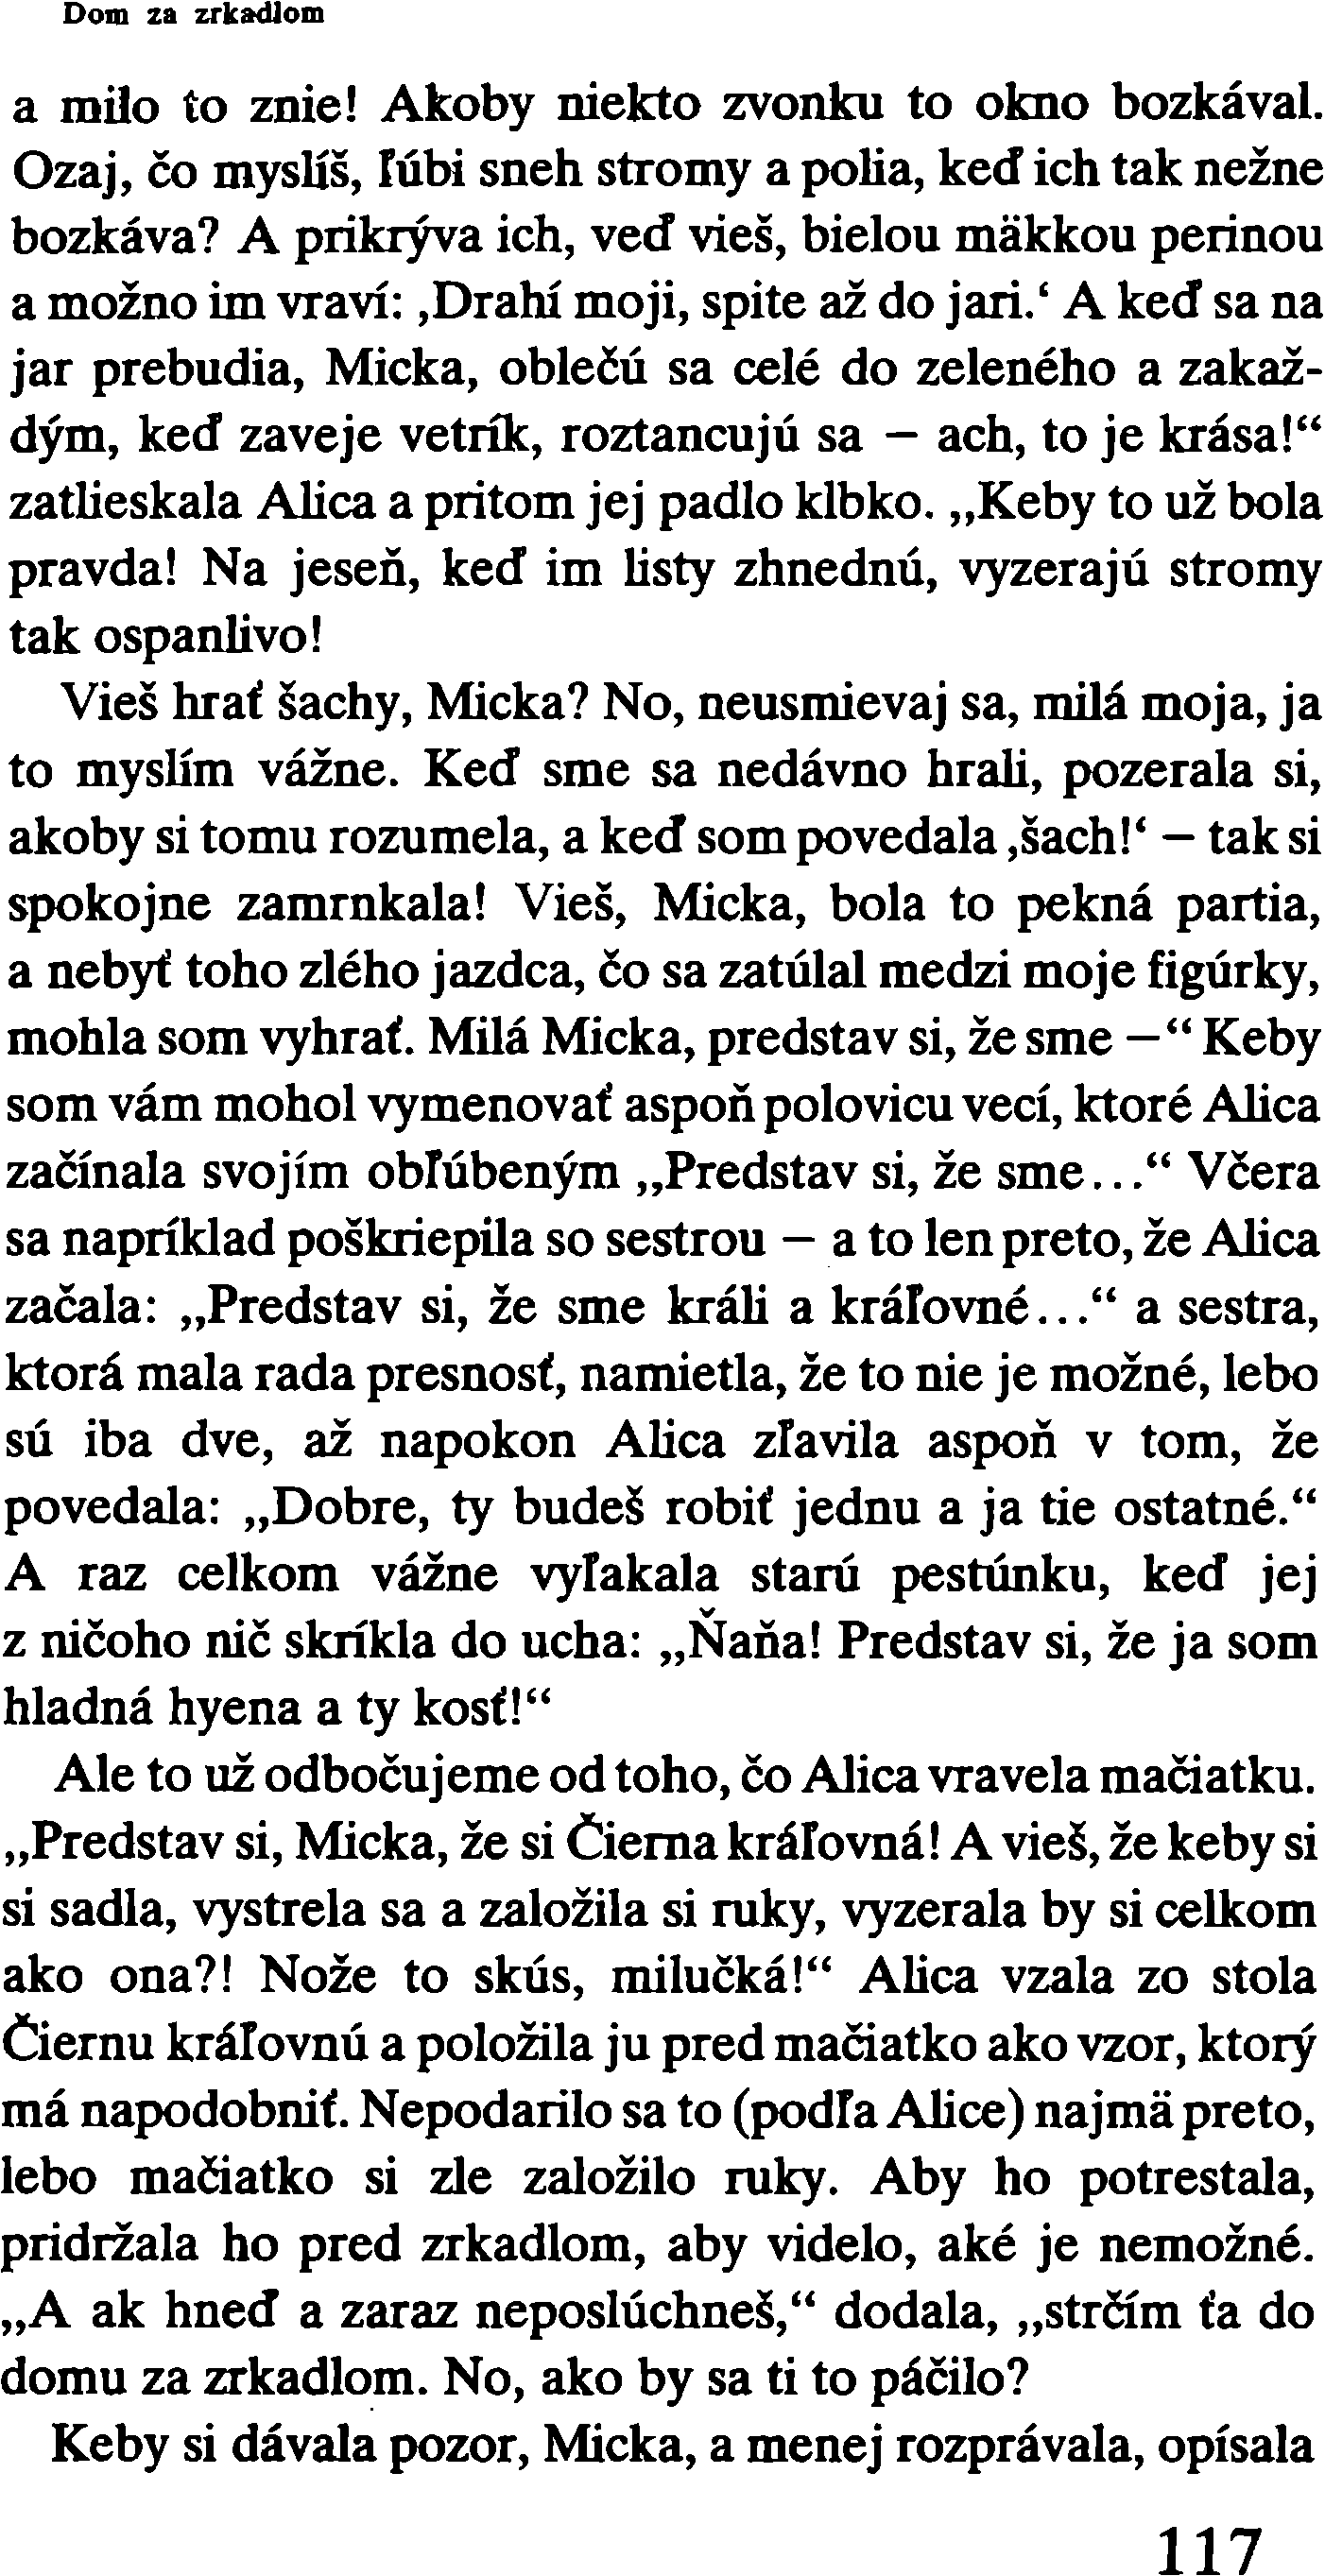 Dom za zrkadlom
a milo to znie! Akoby niekto zvonku to okno bozkával.
Ozaj, čo myslíš, ľúbi sneh stromy a polia, keď ich tak nežne
bozkáva? A prikrýva ich, veď vieš, bielou mäkkou perinou
a možno im vraví: ‚Drahí moji, spite až do jari.‘ A keď sa na
jar prebudia, Micka, oblečú sa celé do zeleného a zakaž-
dým, keď zaveje vetrík, roztancujú sa – ach, to je krása!“
zatlieskala Alica a pritom jej padlo klbko. „Keby to už bola
pravda! Na jeseň, keď im listy zhnednú, vyzerajú stromy
tak ospanlivo!
Vieš hrať šachy, Micka? No, neusmievaj sa, milá moja, ja
to myslím vážne. Keď sme sa nedávno hrali, pozerala si,
akoby si tomu rozumela, a keď som povedala ‚šach!‘ – tak si
spokojne zamrnkala! Vieš, Micka, bola to pekná partia,
a nebyť toho zlého jazdca, čo sa zatúlal medzi moje figúrky,
mohla som vyhrať. Milá Micka, predstav si, že sme –“ Keby
som vám mohol vymenovať aspoň polovicu vecí, ktoré Alica
začínala svojím obľúbeným „Predstav si, že sme...“ Včera
sa napríklad poškriepila so sestrou – a to len preto, že Alica
začala: „Predstav si, že sme králi a kráľovné...“ a sestra,
ktorá mala rada presnosť, namietla, že to nie je možné, lebo
sú iba dve, až napokon Alica zľavila aspoň v tom, že
povedala: „Dobre, ty budeš robiť jednu a ja tie ostatné.“
A raz celkom vážne vyľakala starú pestúnku, keď jej
z ničoho nič skríkla do ucha: „Ňaňa! Predstav si, že ja som
hladná hyena a ty kosť!“
Ale to už odbočujeme od toho, čo Alica vravela mačiatku.
„Predstav si, Micka, že si Čierna kráľovná! A vieš, že keby si
si sadla, vystrela sa a založila si ruky, vyzerala by si celkom
ako ona?! Nože to skús, milučká!“ Alica vzala zo stola
Čiernu kráľovnú a položila ju pred mačiatko ako vzor, ktorý
má napodobniť. Nepodarilo sa to (podľa Alice) najmä preto,
lebo mačiatko si zle založilo ruky. Aby ho potrestala,
pridržala ho pred zrkadlom, aby videlo, aké je nemožné.
„A ak hneď a zaraz neposlúchneš,“ dodala, „strčím ťa do
domu za zrkadlom. No, ako by sa ti to páčilo?
Keby si dávala pozor, Micka, a menej rozprávala, opísala
117